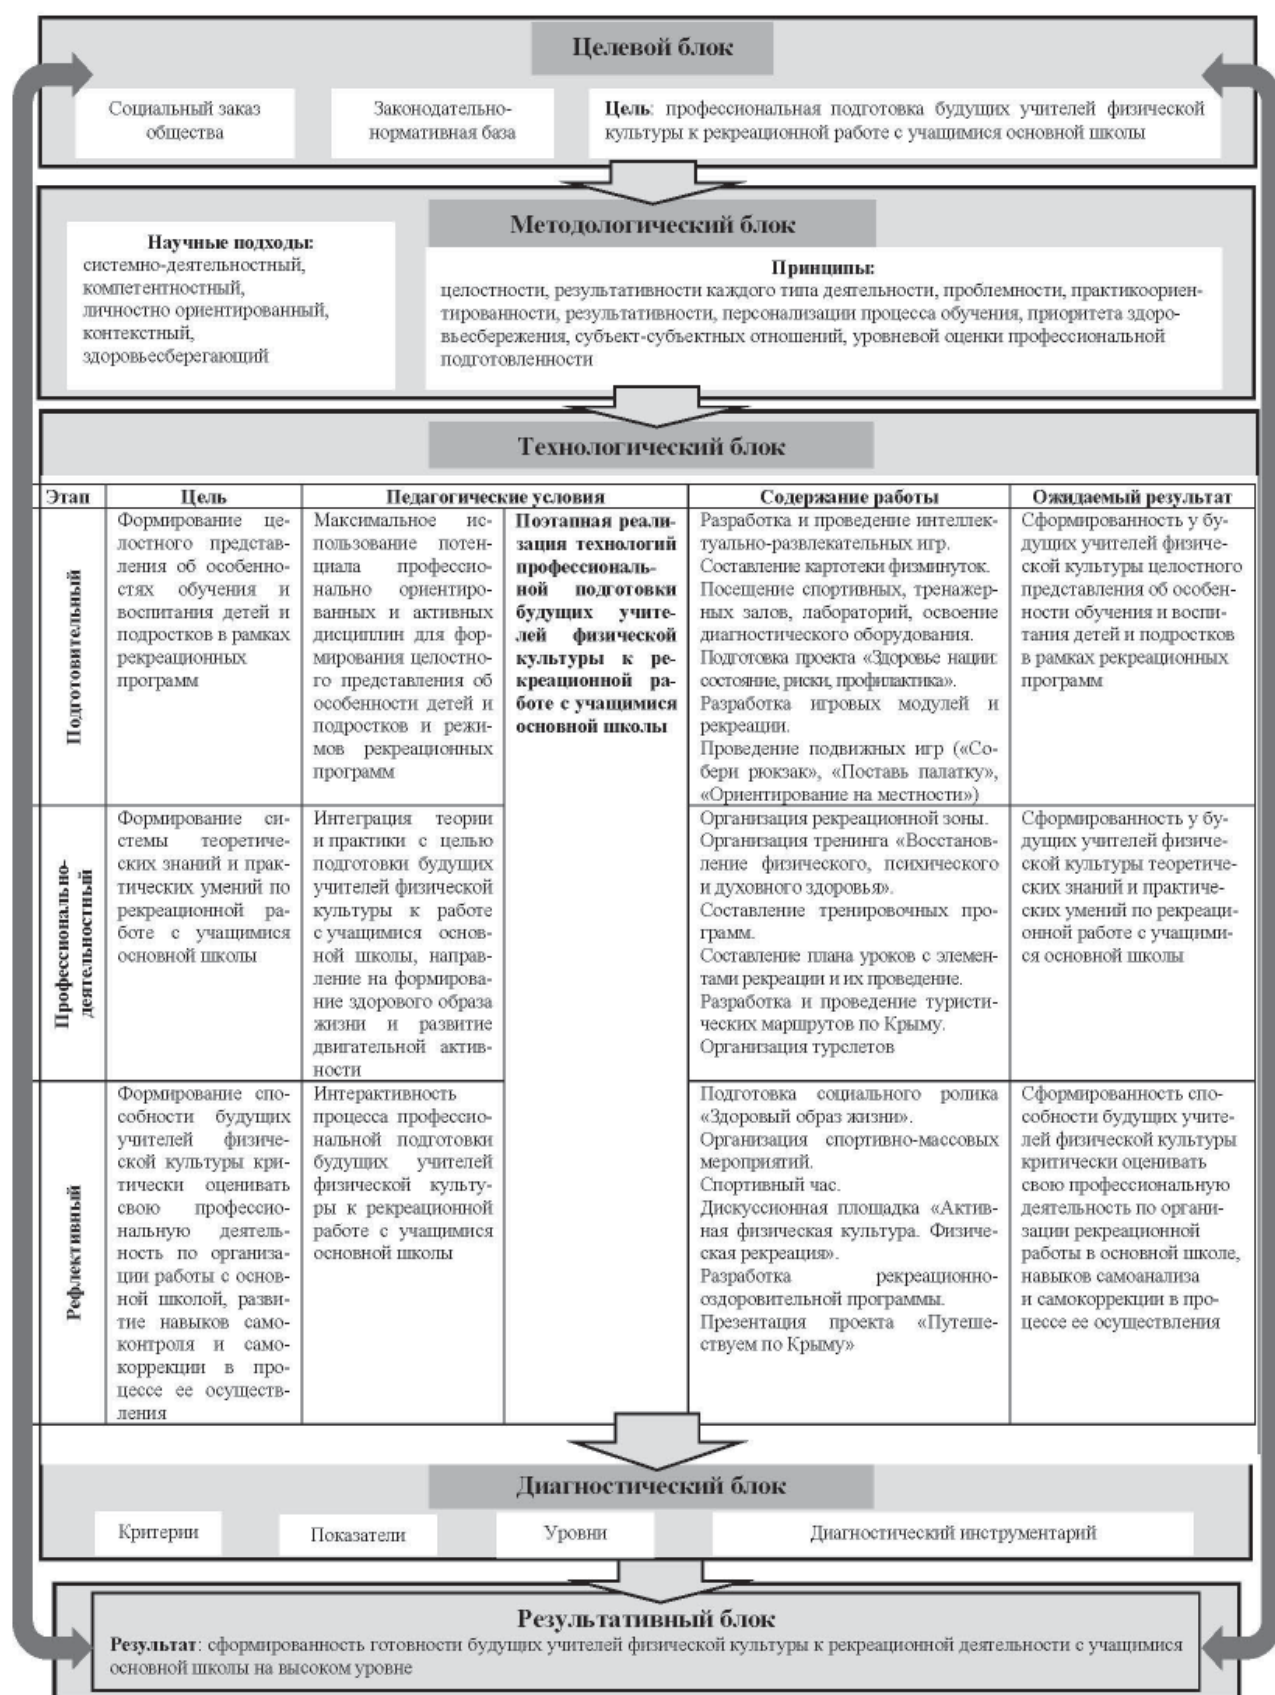 Целевой блок
Социальный заказ
общества
Законодательно-
нормативная база
Цель: профессиональная подготовка будущих учителей физической
культуры к рекреационной работе с учащимися основной школы
Методологический блок
Научные подходы:
системно-деятельностный,
компетентностный,
личностно ориентированный,
контекстный,
здоровьесберегающий
Принципы:
целостности, результативности каждого типа деятельности, проблемности, практикоориен-
тированности, результативности, персонализации процесса обучения, приоритета здоро-
вьесбережения, субъект-субъектных отношений, уровневой оценки профессиональной
подготовленности
Технологический блок
Этап
Цель
Педагогические условия
Содержание работы
Ожидаемый результат
Подготовительный
Формирование це-
лостного представ-
ления об особенно-
стях обучения и
воспитания детей и
подростков в рамках
рекреационных
программ
Максимальное ис-
пользование потен-
циала профессио-
нально ориентиро-
ванных и активных
дисциплин для фор-
мирования целостно-
го представления об
особенности детей и
подростков и режи-
мов рекреационных
программ
Поэтапная реали-
зация технологий
профессиональ-
ной подготовки
будущих учите-
лей физической
культуры к ре-
креационной ра-
боте с учащимися
основной школы
Разработка и проведение интеллек-
туально-развлекательных игр.
Составление картотеки физминуток.
Посещение спортивных, тренажер-
ных залов, лабораторий, освоение
диагностического оборудования.
Подготовка проекта «Здоровье нации:
состояние, риски, профилактика».
Разработка игровых модулей и
рекреации.
Проведение подвижных игр («Со-
бери рюкзак», «Поставь палатку»,
«Ориентирование на местности»)
Сформированность у бу-
дущих учителей физиче-
ской культуры целостного
представления об особен-
ности обучения и воспи-
тания детей и подростков
в рамках рекреационных
программ
Профессионально-
деятельностный
Формирование си-
стемы теоретиче-
ских знаний и прак-
тических умений по
рекреационной ра-
боте с учащимися
основной школы
Интеграция теории
и практики с целью
подготовки будущих
учителей физической
культуры к работе
с учащимися основ-
ной школы, направ-
ление на формирова-
ние здорового образа
жизни и развитие
двигательной актив-
ности
Организация рекреационной зоны.
Организация тренинга «Восстанов-
ление физического, психического
и духовного здоровья».
Составление тренировочных про-
грамм.
Составление плана уроков с элемен-
тами рекреации и их проведение.
Разработка и проведение туристи-
ческих маршрутов по Крыму.
Организация турслетов
Сформированность у бу-
дущих учителей физиче-
ской культуры теоретиче-
ских знаний и практиче-
ских умений по рекреаци-
онной работе с учащими-
ся основной школы
Рефлективный
Формирование спо-
собности будущих
учителей физиче-
ской культуры кри-
тически оценивать
свою профессио-
нальную деятель-
ность по организа-
ции работы с основ-
ной школой, разви-
тие навыков само-
контроля и само-
коррекции в про-
цессе ее осуществ-
ления
Интерактивность
процесса профессио-
нальной подготовки
будущих учителей
физической культу-
ры к рекреационной
работе с учащимися
основной школы
Подготовка социального ролика
«Здоровый образ жизни».
Организация спортивно-массовых
мероприятий.
Спортивный час.
Дискуссионная площадка «Актив-
ная физическая культура. Физиче-
ская рекреация».
Разработка рекреационно-
оздоровительной программы.
Презентация проекта «Путеше-
ствуем по Крыму»
Сформированность спо-
собности будущих учите-
лей физической культуры
критически оценивать
свою профессиональную
деятельность по органи-
зации рекреационной
работы в основной школе,
навыков самоанализа
и самокоррекции в про-
цессе ее осуществления
Диагностический блок
Критерии
Показатели
Уровни
Диагностический инструментарий
Результативный блок
Результат: сформированность готовности будущих учителей физической культуры к рекреационной деятельности с учащимися
основной школы на высоком уровне